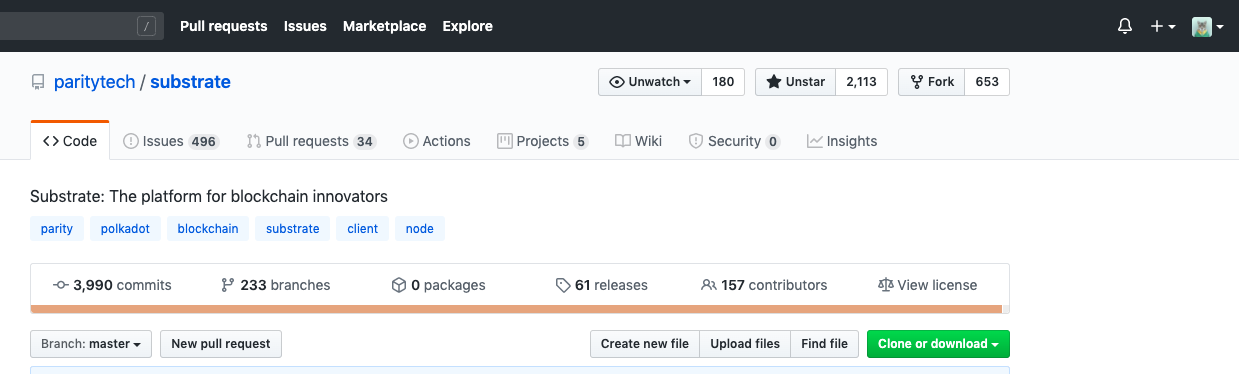 / Pull requests Issues Marketplace Explore
paritytech / substrate Unwatch 180 Unstar 2,113 Fork 653
Code Issues 496 Pull requests 34 Actions Projects 5 Wiki Security 0 Insights
Substrate: The platform for blockchain innovators
parity polkadot blockchain substrate client node
3,990 commits 233 branches 0 packages 61 releases 157 contributors View license
Branch: master New pull request Create new file Upload files Find file Clone or download